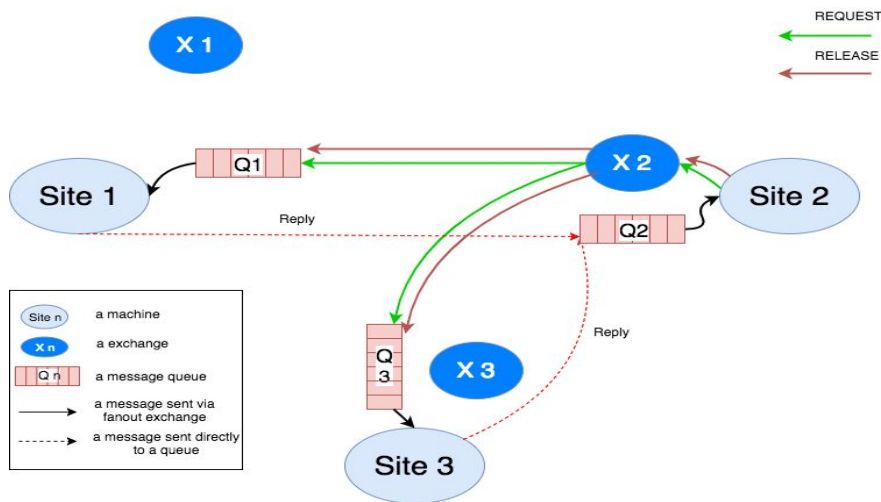 X 1
REQUEST
RELEASE
Q1
X 2
Site 1
Site 2
Reply
Q2
Site n
a machine
X n
a exchange
Q n
a message queue
a message sent via
fanout exchange
a message sent directly
to a queue
Q
3
X 3
Reply
Site 3